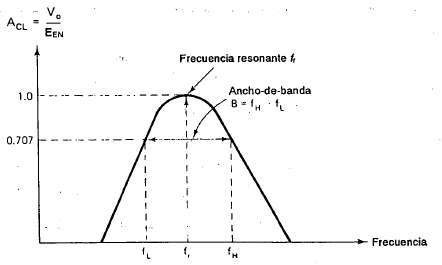 A_CL = V_o / E_EN
Frecuencia resonante f_r
Ancho-de-banda
B = f_H - f_L
1.0
0.707
f_L
f_r
f_H
Frecuencia